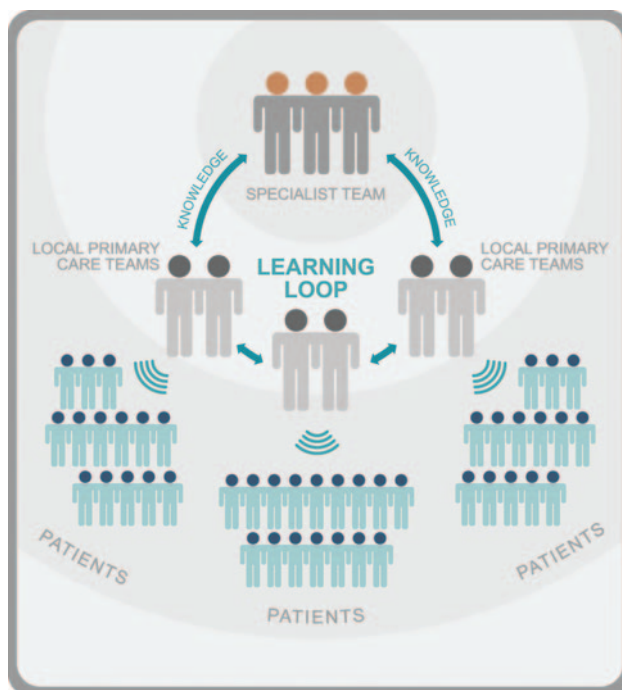 KNOWLEDGE
KNOWLEDGE
SPECIALIST TEAM
LOCAL PRIMARY
CARE TEAMS
LEARNING
LOOP
LOCAL PRIMARY
CARE TEAMS
PATIENTS
PATIENTS
PATIENTS